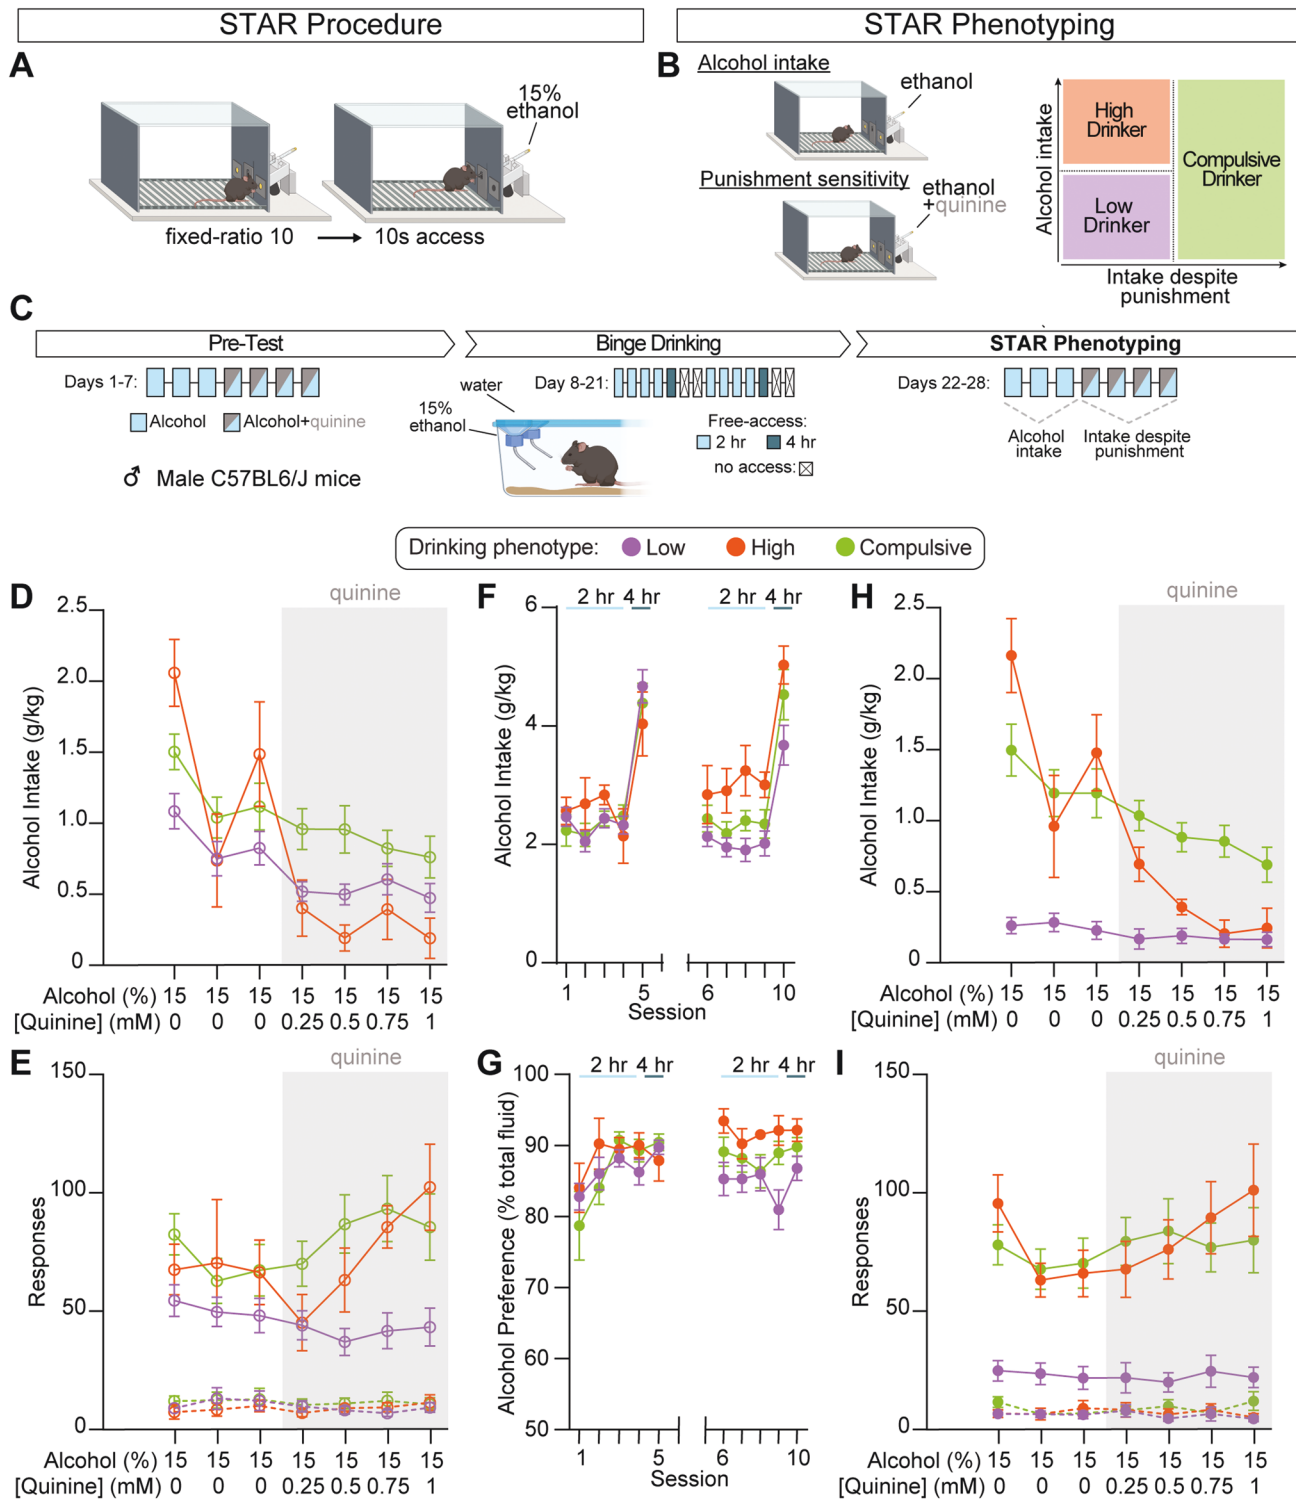 STAR Procedure
STAR Phenotyping
A
15%
ethanol
fixed-ratio 10
10s access
B
Alcohol intake
ethanol
Punishment sensitivity
ethanol
+quinine
Alcohol intake
High
Drinker
Low
Drinker
Compulsive
Drinker
Intake despite
punishment
C
Pre-Test
Binge Drinking
STAR Phenotyping
Days 1-7:
Alcohol
Alcohol+quinine
♂ Male C57BL6/J mice
water
15%
ethanol
Day 8-21:
Free-access:
2 hr
4 hr
no access:
Days 22-28:
Alcohol
intake
Intake despite
punishment
Drinking phenotype:
Low
High
Compulsive
D
quinine
Alcohol Intake (g/kg)
2.5
2.0
1.5
1.0
0.5
0
Alcohol (%) 15 15 15 15 15 15 15
[Quinine] (mM) 0 0 0 0.25 0.5 0.75 1
F
2 hr 4 hr
2 hr 4 hr
Alcohol Intake (g/kg)
6
4
2
0
1 5 6 10
Session
H
quinine
Alcohol Intake (g/kg)
2.5
2.0
1.5
1.0
0.5
0
Alcohol (%) 15 15 15 15 15 15 15
[Quinine] (mM) 0 0 0 0.25 0.5 0.75 1
E
quinine
Responses
150
100
50
0
Alcohol (%) 15 15 15 15 15 15 15
[Quinine] (mM) 0 0 0 0.25 0.5 0.75 1
G
2 hr 4 hr
2 hr 4 hr
Alcohol Preference (% total fluid)
100
90
80
70
60
50
1 5 6 10
Session
I
quinine
Responses
150
100
50
0
Alcohol (%) 15 15 15 15 15 15 15
[Quinine] (mM) 0 0 0 0.25 0.5 0.75 1